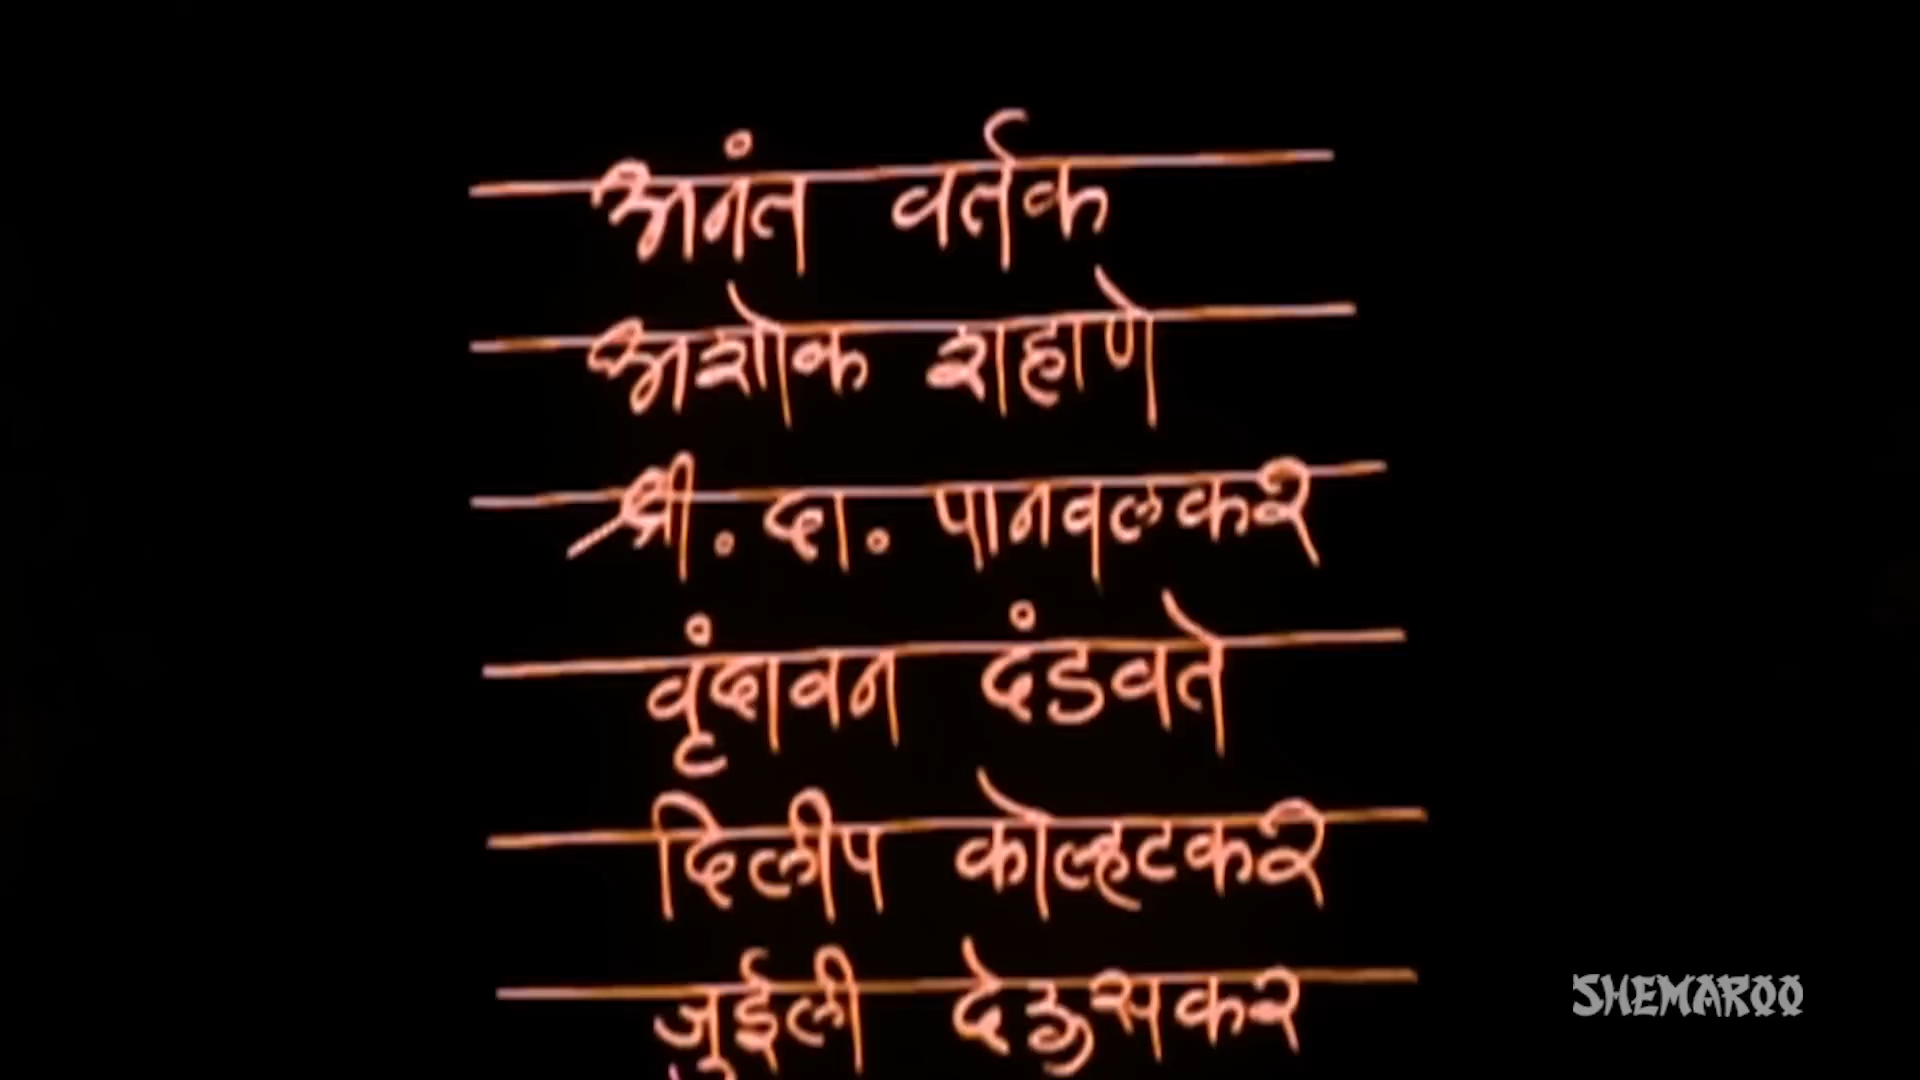 अनंत वर्तक
अशोक शहाणे
श्री. दा. पानवलकर
वृंदावन दंडवते
दिलीप कोल्हटकर
जुईली देऊसकर
SHEMAROO